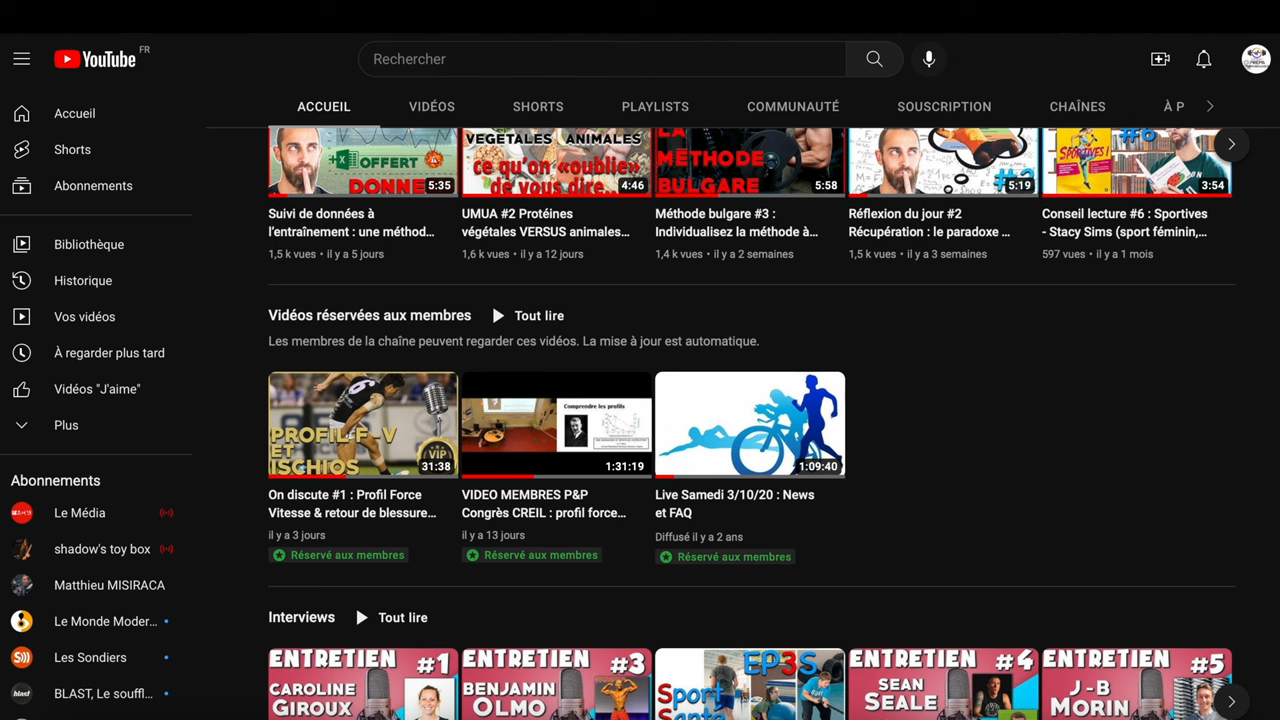 YouTube FR
Rechercher
Accueil
Shorts
Abonnements
Bibliothèque
Historique
Vos vidéos
À regarder plus tard
Vidéos "J'aime"
Plus
Abonnements
Le Média
shadow's toy box
Matthieu MISIRACA
Le Monde Moder...
Les Sondiers
BLAST, Le souffl...
ACCUEIL VIDÉOS SHORTS PLAYLISTS COMMUNAUTÉ SOUSCRIPTION CHAÎNES À P
OFFERT
DONNE
5:35
VEGETALES ANIMALES
ce qu'on «oublie»
de vous dire...
4:46
LA
MÉTHODE
BULGARE
5:58
5:19
#6
SPORTIVES !
3:54
Suivi de données à
l'entraînement : une méthod...
1,5 k vues • il y a 5 jours
UMUA #2 Protéines
végétales VERSUS animales...
1,6 k vues • il y a 12 jours
Méthode bulgare #3 :
Individualisez la méthode à...
1,4 k vues • il y a 2 semaines
Réflexion du jour #2
Récupération : le paradoxe ...
1,5 k vues • il y a 3 semaines
Conseil lecture #6 : Sportives
- Stacy Sims (sport féminin,...
597 vues • il y a 1 mois
Vidéos réservées aux membres Tout lire
Les membres de la chaîne peuvent regarder ces vidéos. La mise à jour est automatique.
PROFIL F-V
ET
ISCHIOS
VIP
31:38
Comprendre les profils
1:31:19
1:09:40
On discute #1 : Profil Force
Vitesse & retour de blessure...
il y a 3 jours
Réservé aux membres
VIDEO MEMBRES P&P
Congrès CREIL : profil force...
il y a 13 jours
Réservé aux membres
Live Samedi 3/10/20 : News
et FAQ
Diffusé il y a 2 ans
Réservé aux membres
Interviews Tout lire
ENTRETIEN #1
CAROLINE
GIROUX
ENTRETIEN #3
BENJAMIN
OLMO
EP3S
Sport
Santé
ENTRETIEN #4
SEAN
SEALE
ENTRETIEN #5
J-B
MORIN